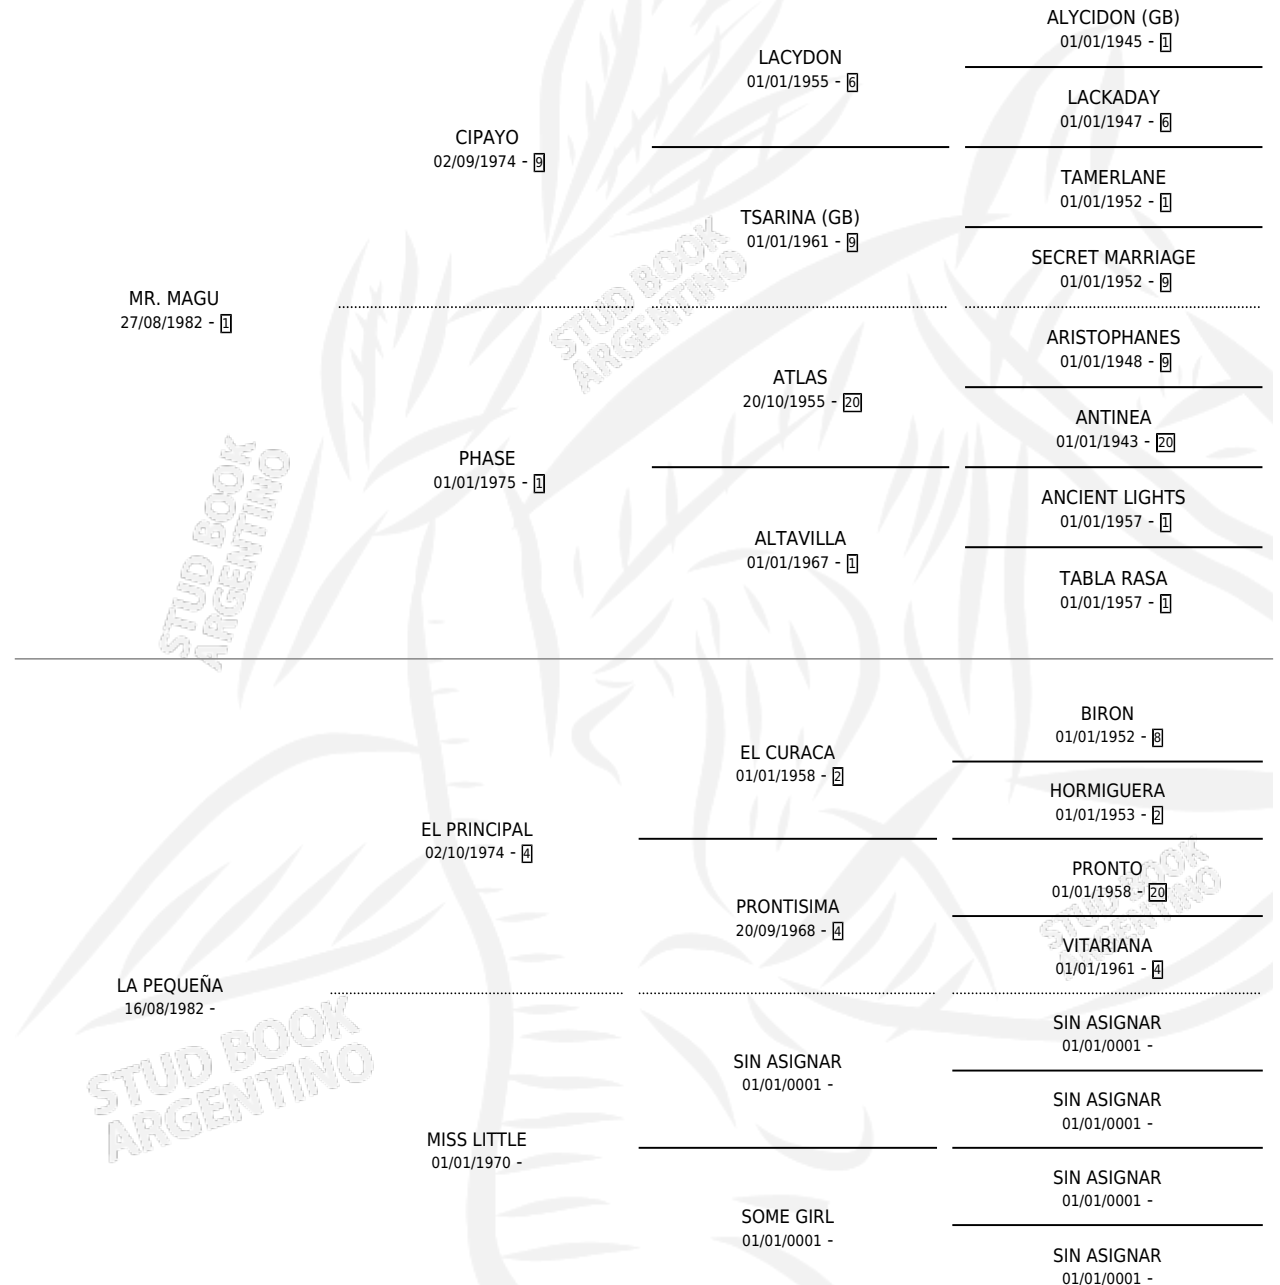 ALYCIDON (GB)
01/01/1945 - 1
LACYDON
01/01/1955 - 6
LACKADAY
01/01/1947 - 6
CIPAYO
02/09/1974 - 9
TAMERLANE
01/01/1952 - 1
TSARINA (GB)
01/01/1961 - 9
SECRET MARRIAGE
01/01/1952 - 9
MR. MAGU
27/08/1982 - 1
STUD BOOK
ARGENTINO
ARISTOPHANES
01/01/1948 - 9
ATLAS
20/10/1955 - 20
ANTINEA
01/01/1943 - 20
PHASE
01/01/1975 - 1
ANCIENT LIGHTS
01/01/1957 - 1
ALTAVILLA
01/01/1967 - 1
TABLA RASA
01/01/1957 - 1
STUD BOOK
ARGENTINO
BIRON
01/01/1952 - 8
EL CURACA
01/01/1958 - 2
HORMIGUERA
01/01/1953 - 2
EL PRINCIPAL
02/10/1974 - 4
PRONTO
01/01/1958 - 20
PRONTISIMA
20/09/1968 - 4
STUD BOOK
ARGENTINO
VITARIANA
01/01/1961 - 4
LA PEQUEÑA
16/08/1982 -
SIN ASIGNAR
01/01/0001 -
SIN ASIGNAR
01/01/0001 -
SIN ASIGNAR
01/01/0001 -
STUD BOOK
ARGENTINO
MISS LITTLE
01/01/1970 -
SIN ASIGNAR
01/01/0001 -
SOME GIRL
01/01/0001 -
SIN ASIGNAR
01/01/0001 -